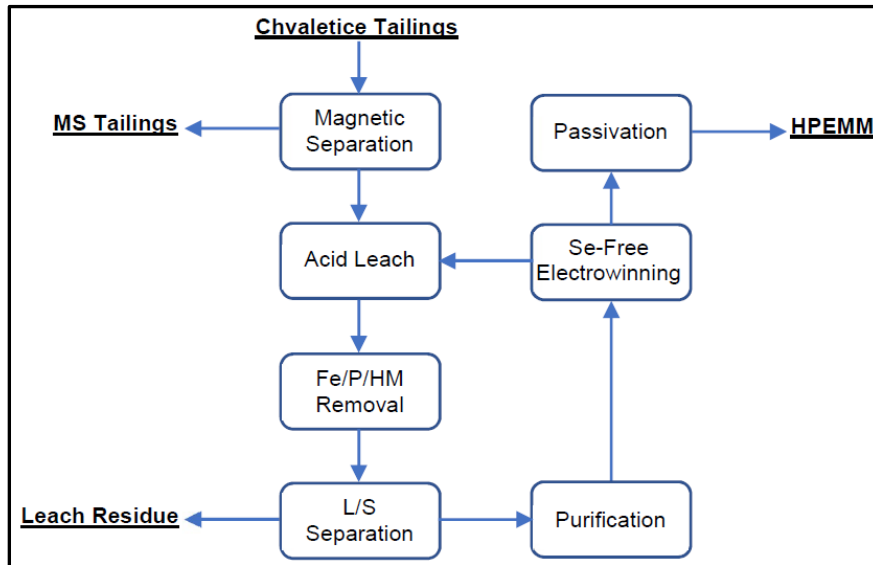 Chvaletice Tailings
MS Tailings
Magnetic
Separation
Passivation
HPEMM
Acid Leach
Se-Free
Electrowinning
Fe/P/HM
Removal
Leach Residue
L/S
Separation
Purification